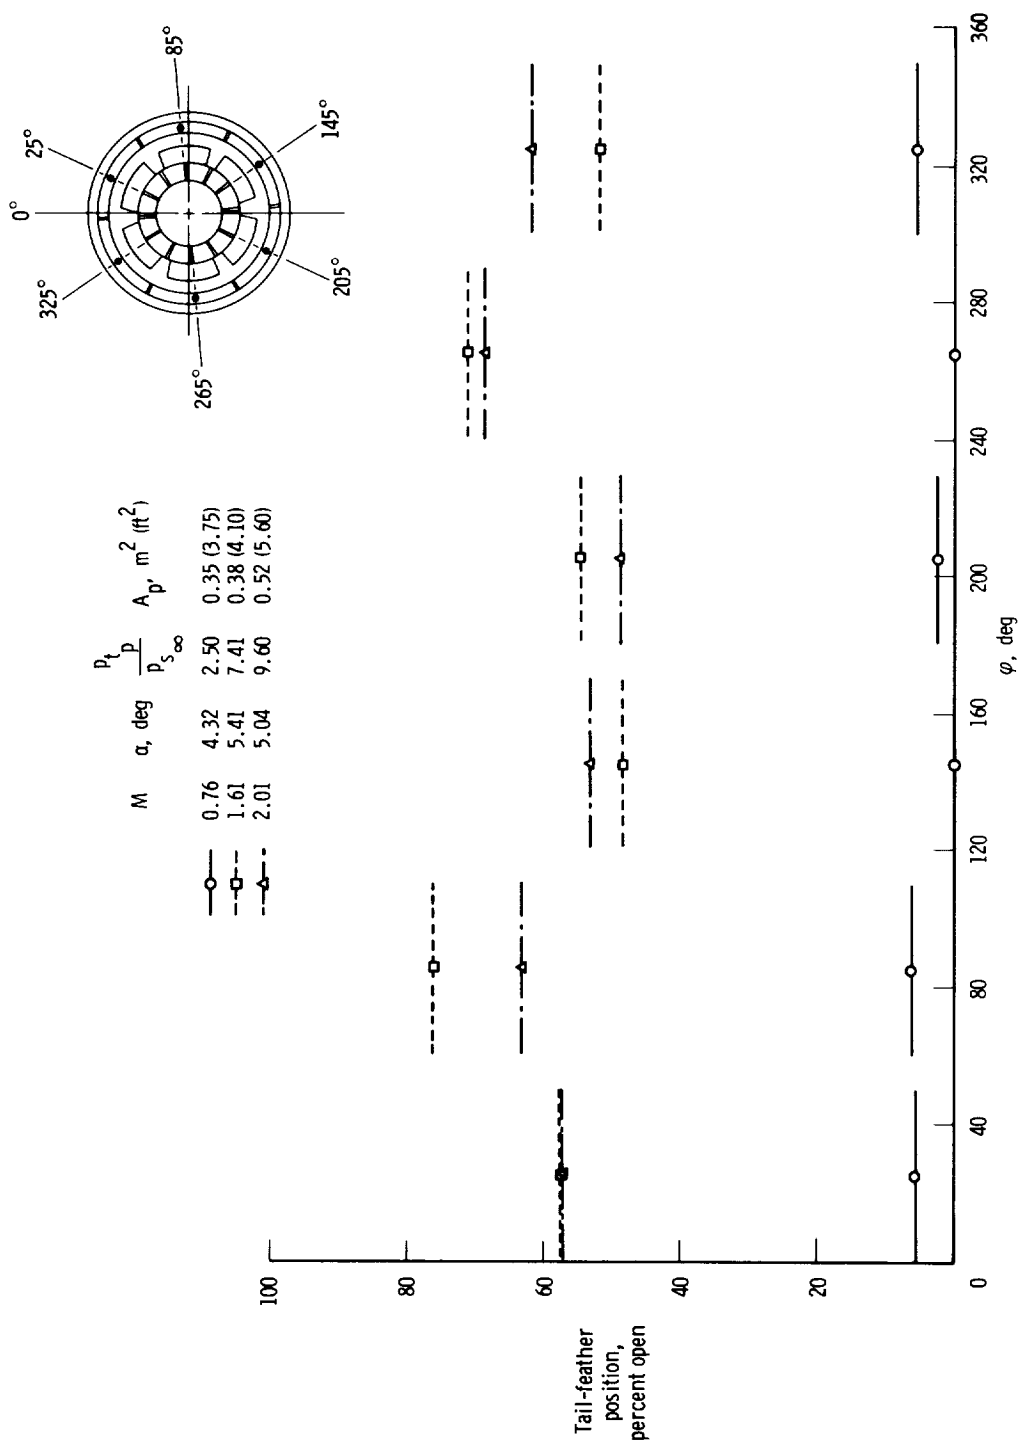 0°
25°
85°
145°
205°
265°
325°
M α, deg p_t_p / p_s_∞ A_p, m² (ft²)
0.76 4.32 2.50 0.35 (3.75)
1.61 5.41 7.41 0.38 (4.10)
2.01 5.04 9.60 0.52 (5.60)
100
80
60
40
20
0
Tail-feather
position,
percent open
40
80
120
160
200
240
280
320
360
φ, deg